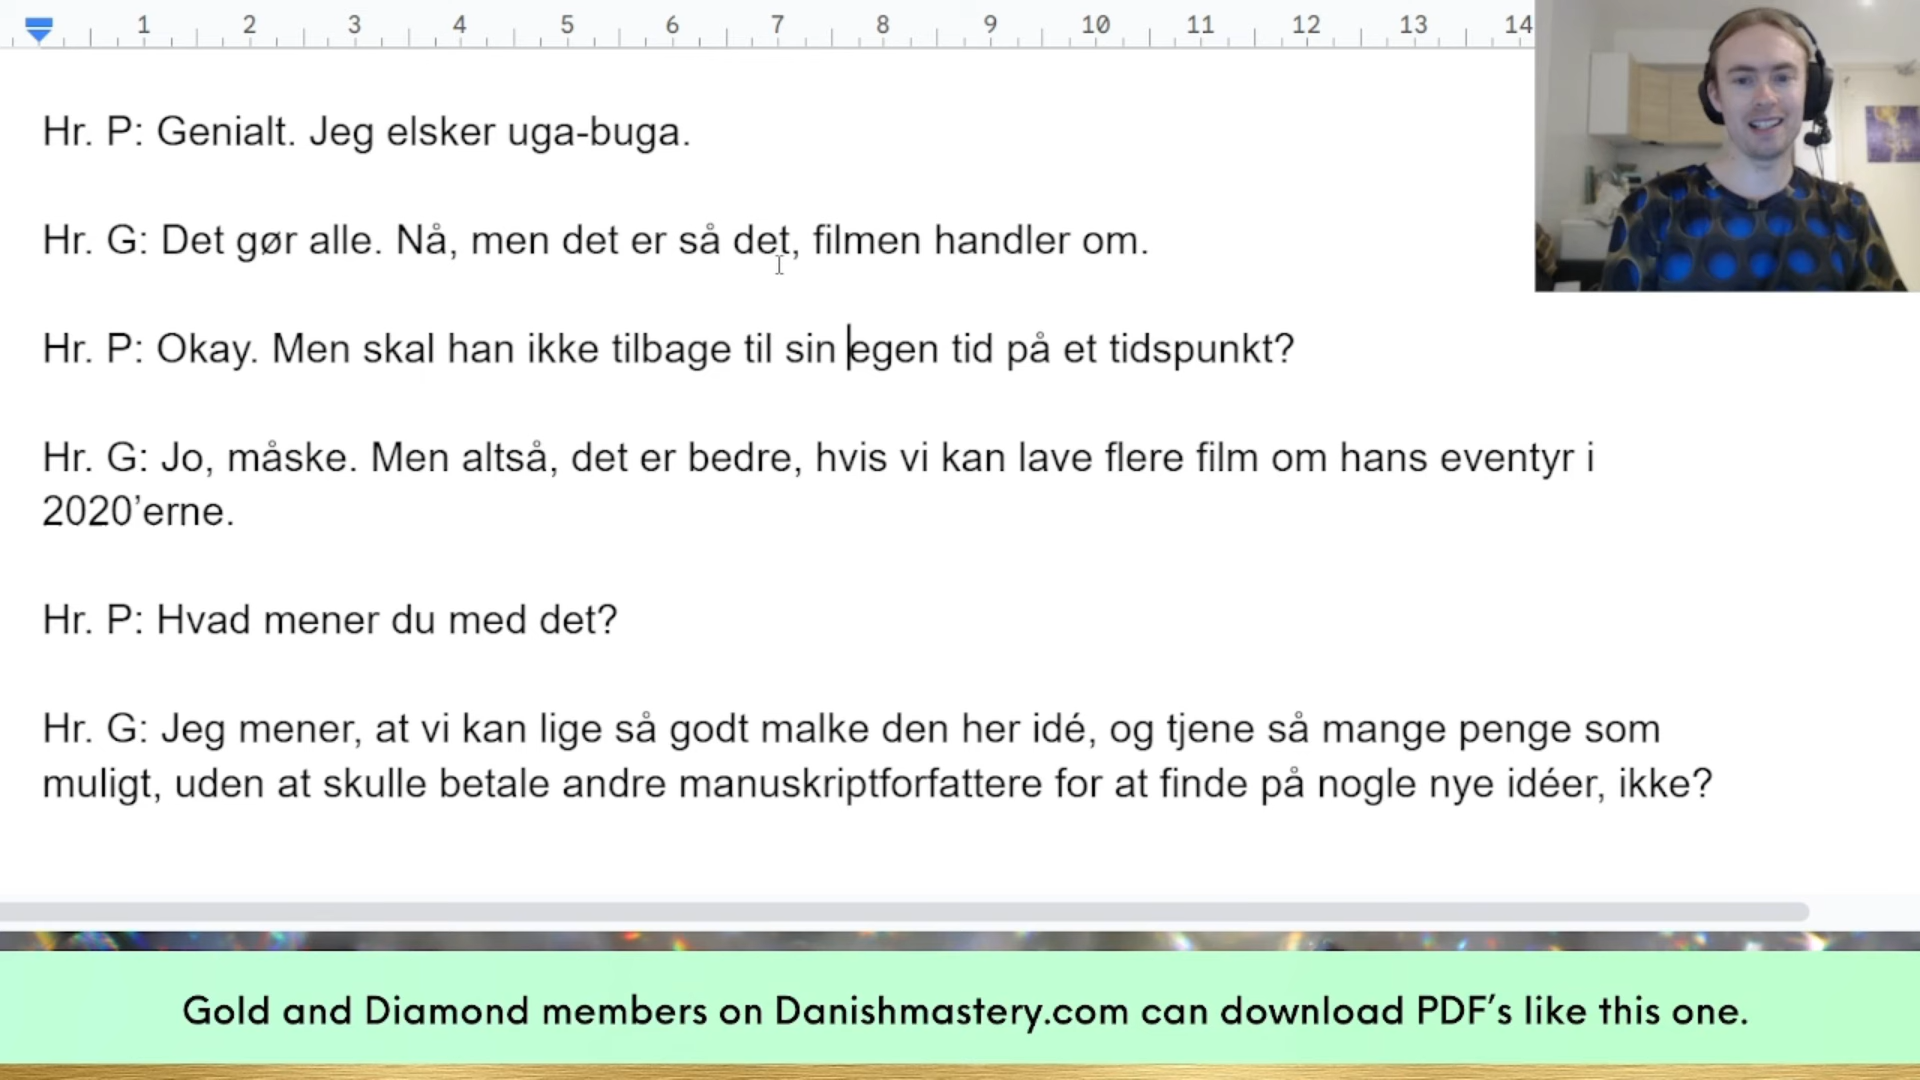 1 2 3 4 5 6 7 8 9 10 11 12 13 14
Hr. P: Genialt. Jeg elsker uga-buga.
Hr. G: Det gør alle. Nå, men det er så det, filmen handler om.
Hr. P: Okay. Men skal han ikke tilbage til sin egen tid på et tidspunkt?
Hr. G: Jo, måske. Men altså, det er bedre, hvis vi kan lave flere film om hans eventyr i
2020’erne.
Hr. P: Hvad mener du med det?
Hr. G: Jeg mener, at vi kan lige så godt malke den her idé, og tjene så mange penge som
muligt, uden at skulle betale andre manuskriptforfattere for at finde på nogle nye idéer, ikke?
Gold and Diamond members on Danishmastery.com can download PDF’s like this one.